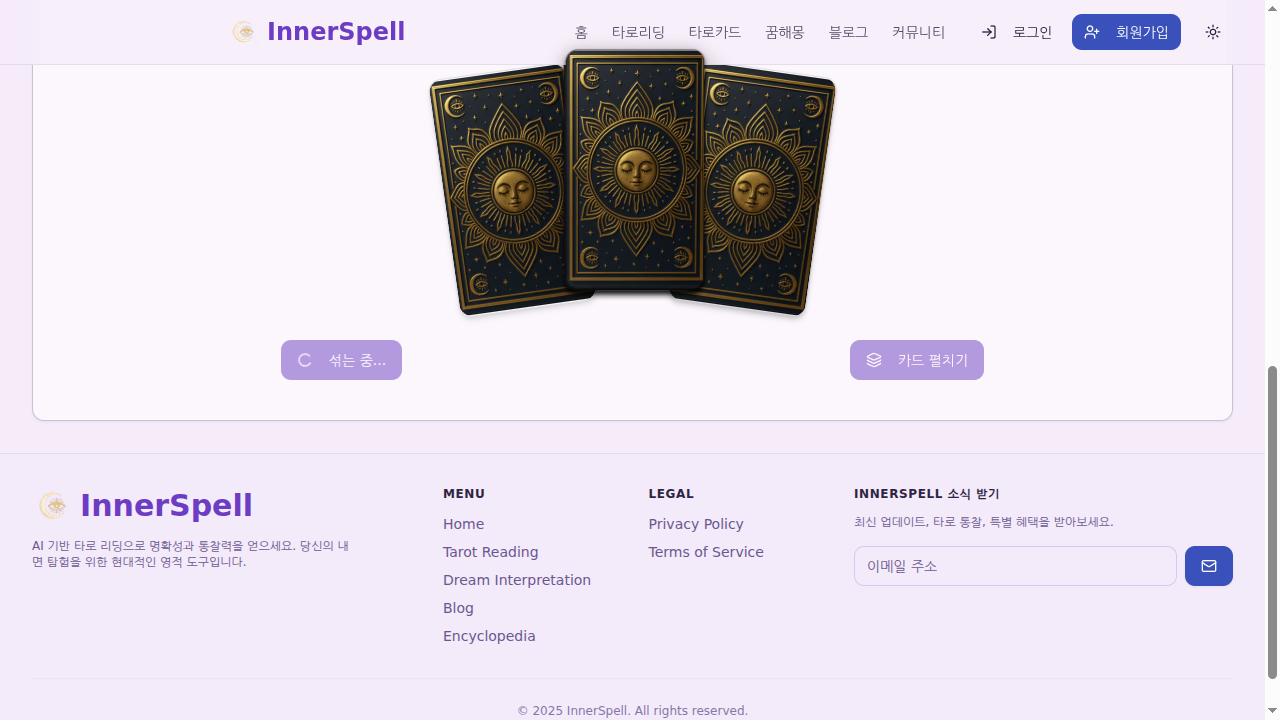 InnerSpell
홈 타로리딩 타로카드 꿈해몽 블로그 커뮤니티 로그인 회원가입
섞는 중... 카드 펼치기
InnerSpell
AI 기반 타로 리딩으로 명확성과 통찰력을 얻으세요. 당신의 내
면 탐험을 위한 현대적인 영적 도구입니다.
MENU
Home
Tarot Reading
Dream Interpretation
Blog
Encyclopedia
LEGAL
Privacy Policy
Terms of Service
INNERSPELL 소식 받기
최신 업데이트, 타로 통찰, 특별 혜택을 받아보세요.
이메일 주소
© 2025 InnerSpell. All rights reserved.